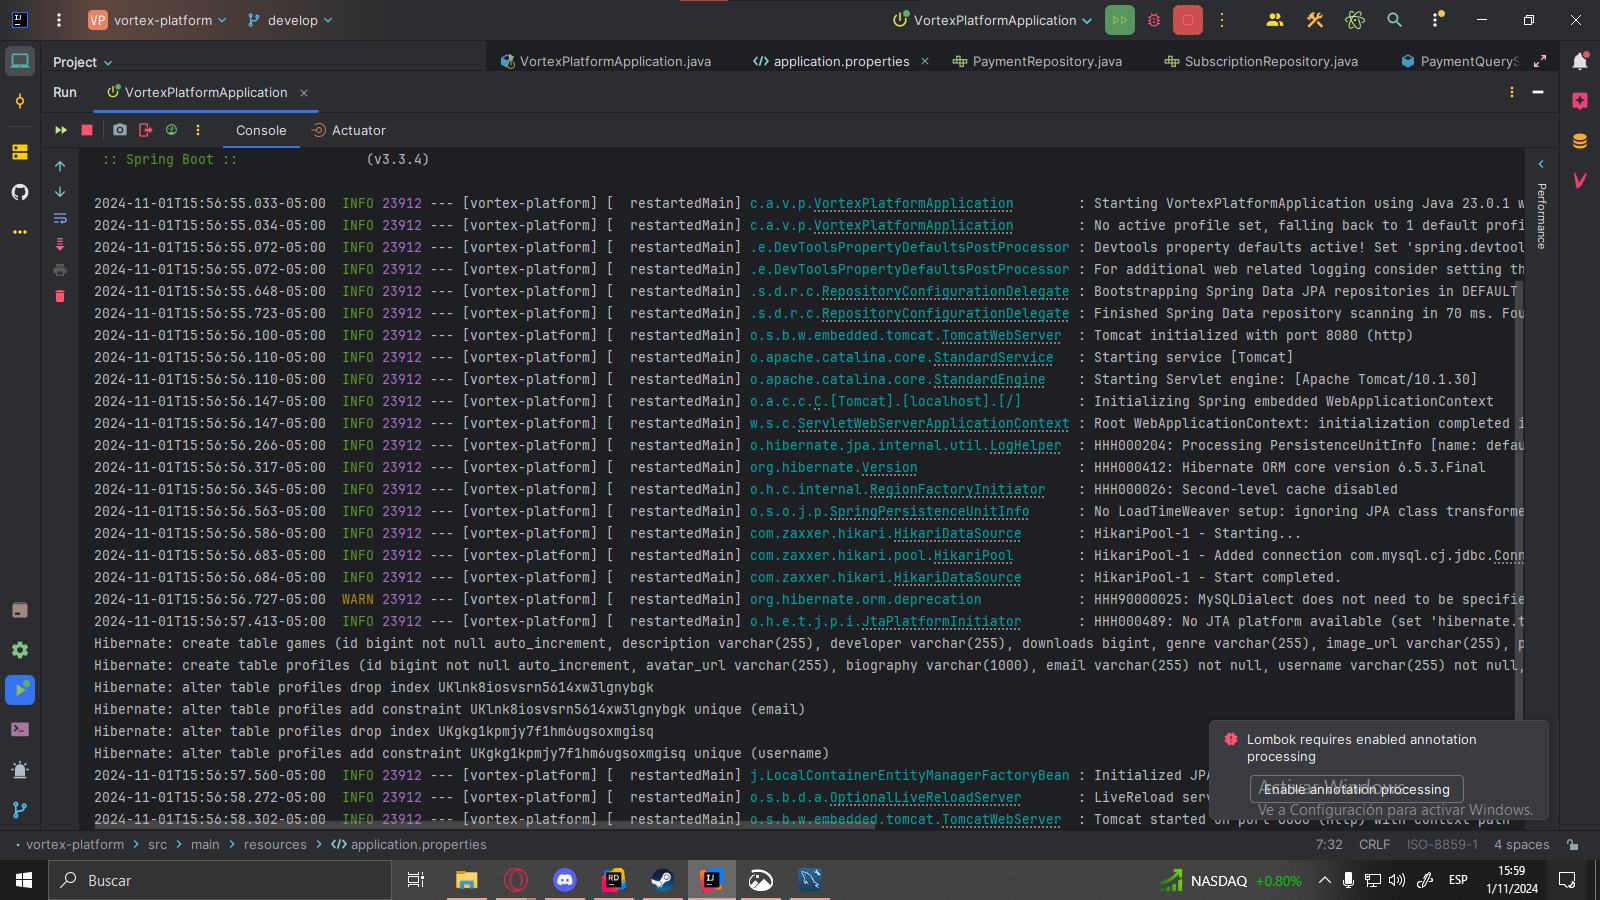 VP vortex-platform develop VortexPlatformApplication
Project VortexPlatformApplication.java application.properties PaymentRepository.java SubscriptionRepository.java PaymentQueryS
Run VortexPlatformApplication
Console Actuator
:: Spring Boot :: (v3.3.4)
2024-11-01T15:56:55.033-05:00 INFO 23912 --- [vortex-platform] [ restartedMain] c.a.v.p.VortexPlatformApplication : Starting VortexPlatformApplication using Java 23.0.1 w
2024-11-01T15:56:55.034-05:00 INFO 23912 --- [vortex-platform] [ restartedMain] c.a.v.p.VortexPlatformApplication : No active profile set, falling back to 1 default profi
2024-11-01T15:56:55.072-05:00 INFO 23912 --- [vortex-platform] [ restartedMain] .e.DevToolsPropertyDefaultsPostProcessor : Devtools property defaults active! Set 'spring.devtool
2024-11-01T15:56:55.072-05:00 INFO 23912 --- [vortex-platform] [ restartedMain] .e.DevToolsPropertyDefaultsPostProcessor : For additional web related logging consider setting th
2024-11-01T15:56:55.648-05:00 INFO 23912 --- [vortex-platform] [ restartedMain] .s.d.r.c.RepositoryConfigurationDelegate : Bootstrapping Spring Data JPA repositories in DEFAULT
2024-11-01T15:56:55.723-05:00 INFO 23912 --- [vortex-platform] [ restartedMain] .s.d.r.c.RepositoryConfigurationDelegate : Finished Spring Data repository scanning in 70 ms. Fou
2024-11-01T15:56:56.100-05:00 INFO 23912 --- [vortex-platform] [ restartedMain] o.s.b.w.embedded.tomcat.TomcatWebServer : Tomcat initialized with port 8080 (http)
2024-11-01T15:56:56.110-05:00 INFO 23912 --- [vortex-platform] [ restartedMain] o.apache.catalina.core.StandardService : Starting service [Tomcat]
2024-11-01T15:56:56.110-05:00 INFO 23912 --- [vortex-platform] [ restartedMain] o.apache.catalina.core.StandardEngine : Starting Servlet engine: [Apache Tomcat/10.1.30]
2024-11-01T15:56:56.147-05:00 INFO 23912 --- [vortex-platform] [ restartedMain] o.a.c.c.C.[Tomcat].[localhost].[/] : Initializing Spring embedded WebApplicationContext
2024-11-01T15:56:56.147-05:00 INFO 23912 --- [vortex-platform] [ restartedMain] w.s.c.ServletWebServerApplicationContext : Root WebApplicationContext: initialization completed i
2024-11-01T15:56:56.266-05:00 INFO 23912 --- [vortex-platform] [ restartedMain] o.hibernate.jpa.internal.util.LogHelper : HHH000204: Processing PersistenceUnitInfo [name: defau
2024-11-01T15:56:56.317-05:00 INFO 23912 --- [vortex-platform] [ restartedMain] org.hibernate.Version : HHH000412: Hibernate ORM core version 6.5.3.Final
2024-11-01T15:56:56.345-05:00 INFO 23912 --- [vortex-platform] [ restartedMain] o.h.c.internal.RegionFactoryInitiator : HHH000026: Second-level cache disabled
2024-11-01T15:56:56.563-05:00 INFO 23912 --- [vortex-platform] [ restartedMain] o.s.o.j.p.SpringPersistenceUnitInfo : No LoadTimeWeaver setup: ignoring JPA class transforme
2024-11-01T15:56:56.586-05:00 INFO 23912 --- [vortex-platform] [ restartedMain] com.zaxxer.hikari.HikariDataSource : HikariPool-1 - Starting...
2024-11-01T15:56:56.683-05:00 INFO 23912 --- [vortex-platform] [ restartedMain] com.zaxxer.hikari.pool.HikariPool : HikariPool-1 - Added connection com.mysql.cj.jdbc.Conn
2024-11-01T15:56:56.684-05:00 INFO 23912 --- [vortex-platform] [ restartedMain] com.zaxxer.hikari.HikariDataSource : HikariPool-1 - Start completed.
2024-11-01T15:56:56.727-05:00 WARN 23912 --- [vortex-platform] [ restartedMain] org.hibernate.orm.deprecation : HHH90000025: MySQLDialect does not need to be specifie
2024-11-01T15:56:57.413-05:00 INFO 23912 --- [vortex-platform] [ restartedMain] o.h.e.t.j.p.i.JtaPlatformInitiator : HHH000489: No JTA platform available (set 'hibernate.t
Hibernate: create table games (id bigint not null auto_increment, description varchar(255), developer varchar(255), downloads bigint, genre varchar(255), image_url varchar(255), p
Hibernate: create table profiles (id bigint not null auto_increment, avatar_url varchar(255), biography varchar(1000), email varchar(255) not null, username varchar(255) not null,
Hibernate: alter table profiles drop index UKlnk8iosvsrn5614xw3lgnybgk
Hibernate: alter table profiles add constraint UKlnk8iosvsrn5614xw3lgnybgk unique (email)
Hibernate: alter table profiles drop index UKgkg1kpmjy7f1hm6ugsoxmgisq
Hibernate: alter table profiles add constraint UKgkg1kpmjy7f1hm6ugsoxmgisq unique (username)
2024-11-01T15:56:57.560-05:00 INFO 23912 --- [vortex-platform] [ restartedMain] j.LocalContainerEntityManagerFactoryBean : Initialized JPA
2024-11-01T15:56:58.272-05:00 INFO 23912 --- [vortex-platform] [ restartedMain] o.s.b.d.a.OptionalLiveReloadServer : LiveReload serv
2024-11-01T15:56:58.302-05:00 INFO 23912 --- [vortex-platform] [ restartedMain] o.s.b.w.embedded.tomcat.TomcatWebServer : Tomcat started on port 8080 (http) with context path
Performance
Lombok requires enabled annotation
processing
Enable annotation processing
Activar Windows
Ve a Configuración para activar Windows.
vortex-platform > src > main > resources > application.properties 7:32 CRLF ISO-8859-1 4 spaces
Buscar NASDAQ +0.80% ESP 15:59
1/11/2024